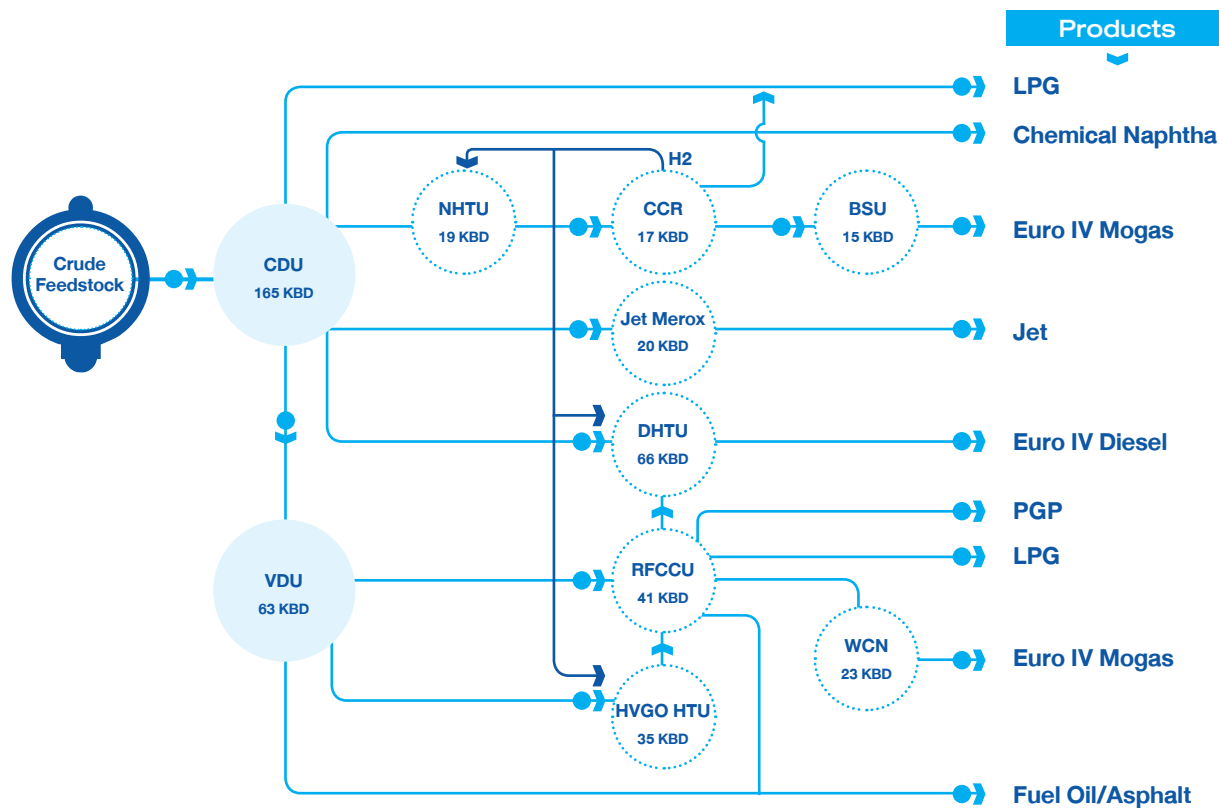 Products
LPG
Chemical Naphtha
H2
NHTU
19 KBD
CCR
17 KBD
BSU
15 KBD
Euro IV Mogas
Crude
Feedstock
CDU
165 KBD
Jet Merox
20 KBD
Jet
DHTU
66 KBD
Euro IV Diesel
PGP
LPG
VDU
63 KBD
RFCCU
41 KBD
WCN
23 KBD
Euro IV Mogas
HVGO HTU
35 KBD
Fuel Oil/Asphalt